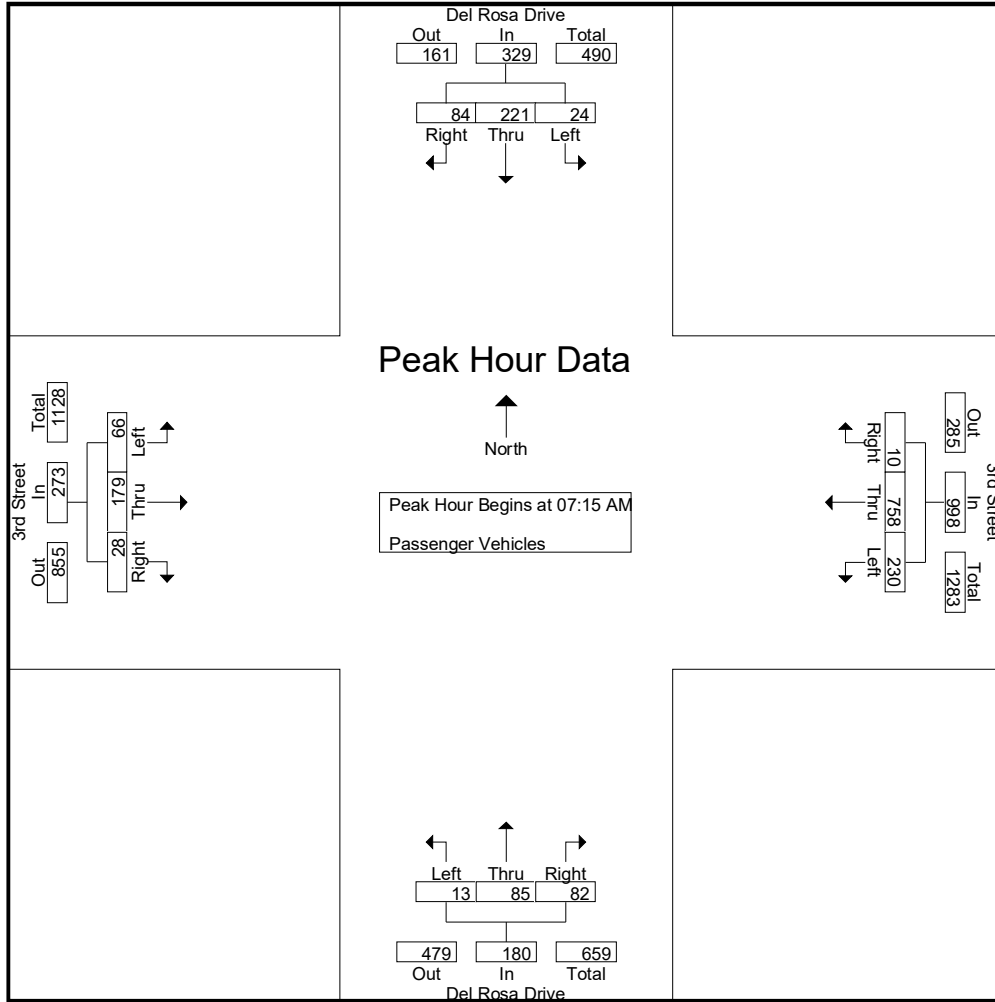 Del Rosa Drive
Out In Total
161 329 490
84 221 24
Right Thru Left
Peak Hour Data
North
Peak Hour Begins at 07:15 AM
Passenger Vehicles
3rd Street
Total In Out
1128 273 855
66 179 28
Left Thru Right
3rd Street
Out In Total
285 998 1283
10 758 230
Right Thru Left
Left Thru Right
13 85 82
479 180 659
Out In Total
Del Rosa Drive